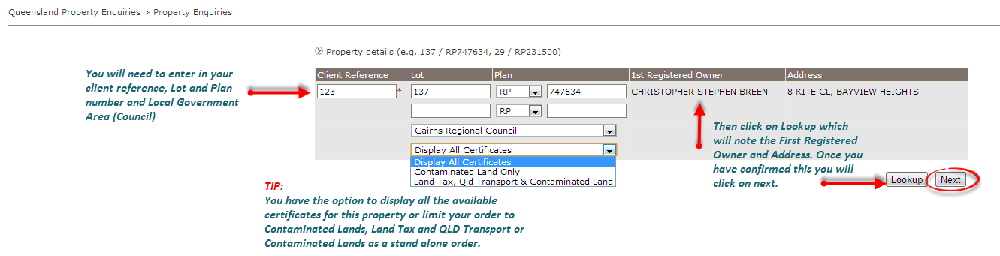 Queensland Property Enquiries > Property Enquiries
Property details (e.g. 137 / RP747634, 29 / RP231500)
You will need to enter in your
client reference, Lot and Plan
number and Local Government
Area (Council)
Client Reference Lot Plan 1st Registered Owner Address
123 * 137 RP 747634 CHRISTOPHER STEPHEN BREEN 8 KITE CL, BAYVIEW HEIGHTS
RP
Cairns Regional Council
Display All Certificates
Display All Certificates
Contaminated Land Only
Land Tax, Qld Transport & Contaminated Land
Then click on Lookup which
will note the First Registered
Owner and Address. Once you
have confirmed this you will
click on next.
Lookup Next
TIP:
You have the option to display all the available
certificates for this property or limit your order to
Contaminated Lands, Land Tax and QLD Transport or
Contaminated Lands as a stand alone order.